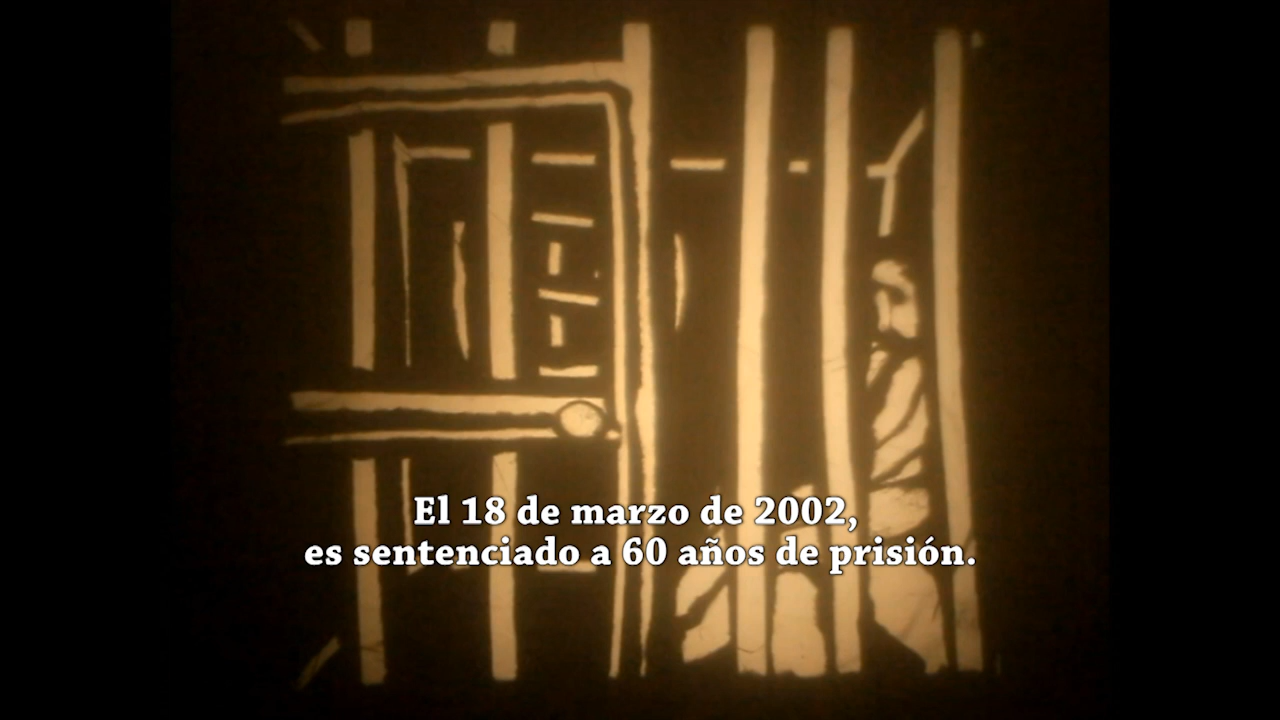 El 18 de marzo de 2002,
es sentenciado a 60 años de prisión.